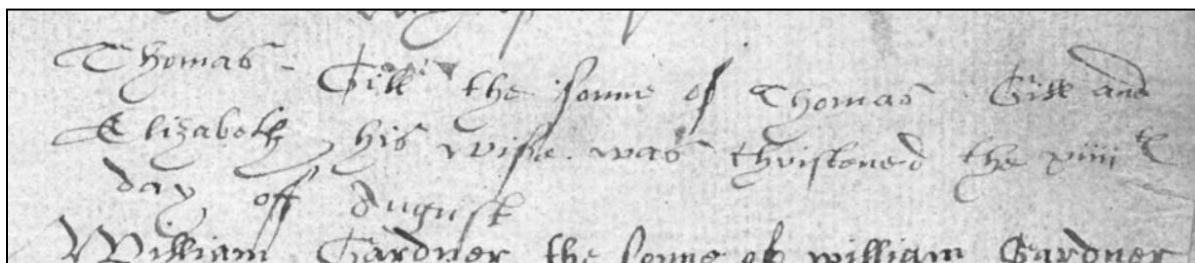 Thomas Gill the sonne of Thomas Gill and
Elizabeth his wife was christened the xiiiith
day off August
William Gardner the sonne of william Gardner